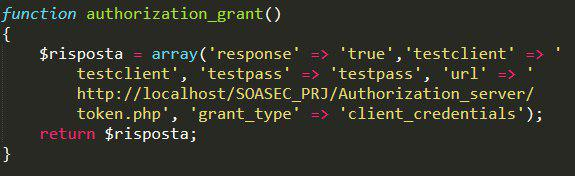 function authorization_grant()
{
$risposta = array('response' => 'true','testclient' => '
testclient', 'testpass' => 'testpass', 'url' => '
http://localhost/SOASEC_PRJ/Authorization_server/
token.php', 'grant_type' => 'client_credentials');
return $risposta;
}